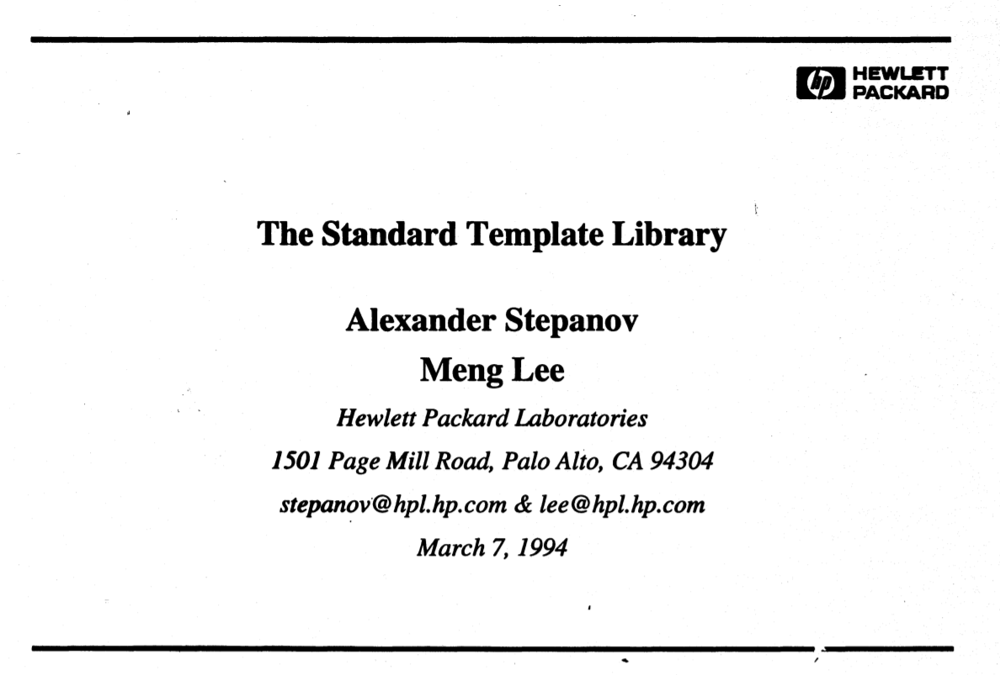 hp HEWLETT
PACKARD
The Standard Template Library
Alexander Stepanov
Meng Lee
Hewlett Packard Laboratories
1501 Page Mill Road, Palo Alto, CA 94304
stepanov@hpl.hp.com & lee@hpl.hp.com
March 7, 1994